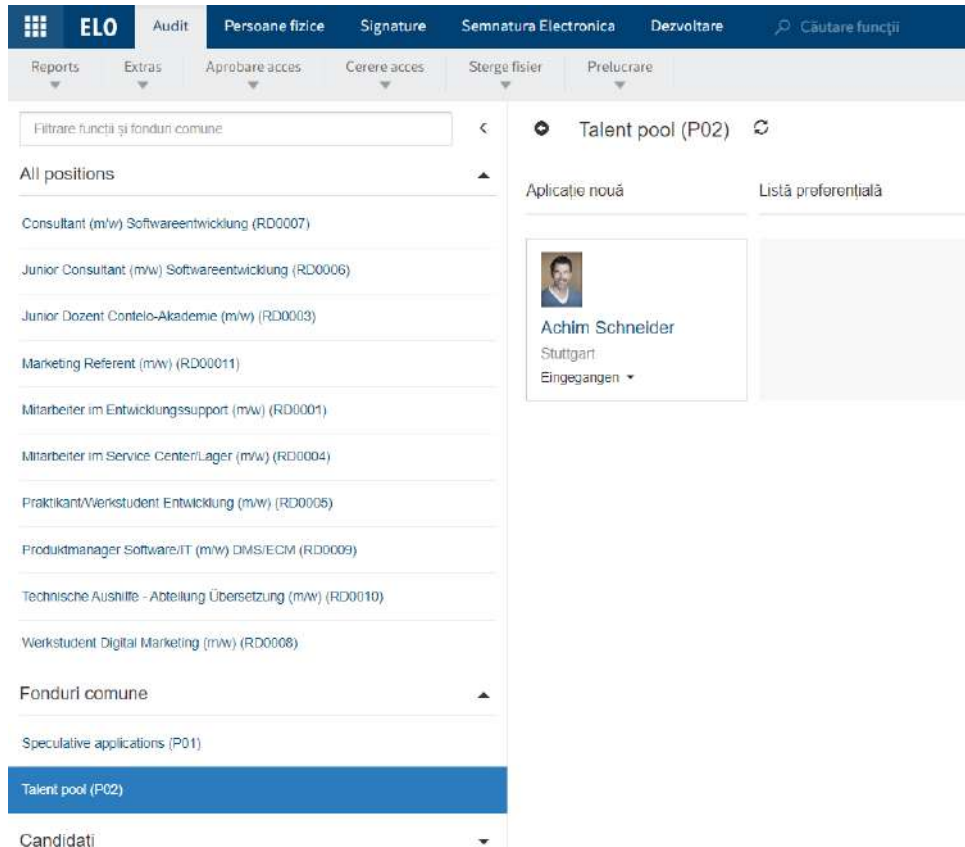 ELO Audit Persoane fizice Signature Semnatura Electronica Dezvoltare Căutare funcții
Reports Extras Aprobare acces Cerere acces Sterge fisier Prelucrare
Filtrare funcții și fonduri comune
All positions
Consultant (m/w) Softwareentwicklung (RD0007)
Junior Consultant (m/w) Softwareentwicklung (RD0006)
Junior Dozent Contelo-Akademie (m/w) (RD0003)
Marketing Referent (m/w) (RD00011)
Mitarbeiter im Entwicklungssupport (m/w) (RD0001)
Mitarbeiter im Service Center/Lager (m/w) (RD0004)
Praktikant/Werkstudent Entwicklung (m/w) (RD0005)
Produktmanager Software/IT (m/w) DMS/ECM (RD0009)
Technische Aushilfe - Abteilung Übersetzung (m/w) (RD0010)
Werkstudent Digital Marketing (m/w) (RD0008)
Fonduri comune
Speculative applications (P01)
Talent pool (P02)
Candidati
Talent pool (P02)
Aplicație nouă Listă preferențială
Achim Schneider
Stuttgart
Eingegangen